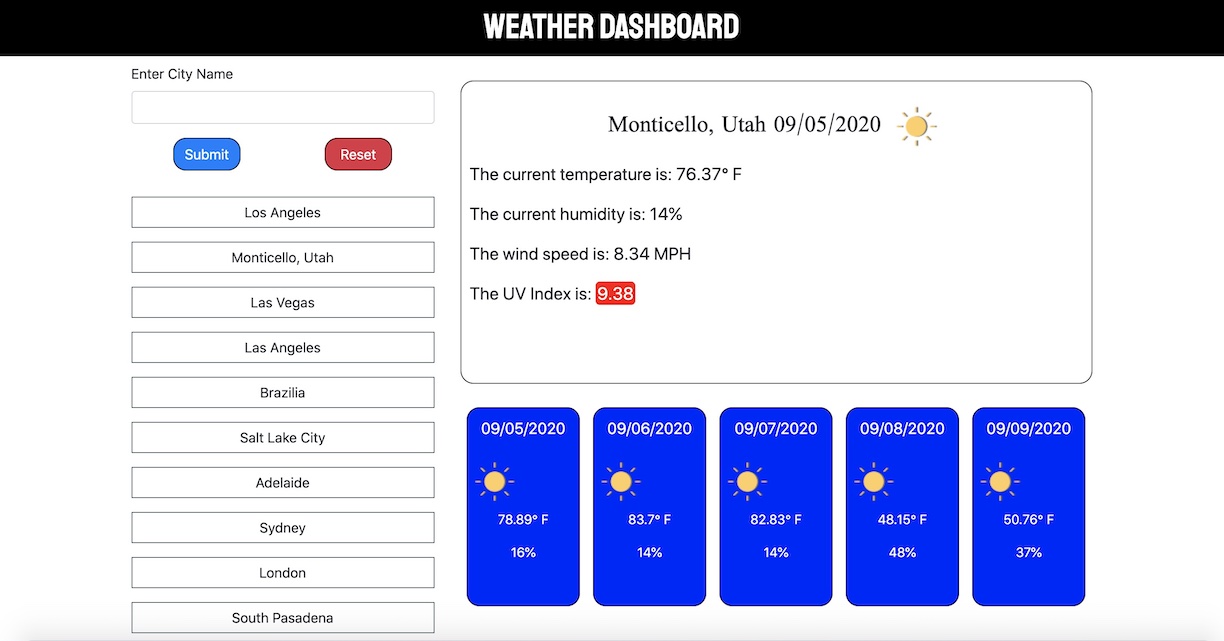 WEATHER DASHBOARD
Enter City Name
Submit
Reset
Los Angeles
Monticello, Utah
Las Vegas
Los Angeles
Brazilia
Salt Lake City
Adelaide
Sydney
London
South Pasadena
Monticello, Utah 09/05/2020
The current temperature is: 76.37° F
The current humidity is: 14%
The wind speed is: 8.34 MPH
The UV Index is: 9.38
09/05/2020
78.89° F
16%
09/06/2020
83.7° F
14%
09/07/2020
82.83° F
14%
09/08/2020
48.15° F
48%
09/09/2020
50.76° F
37%